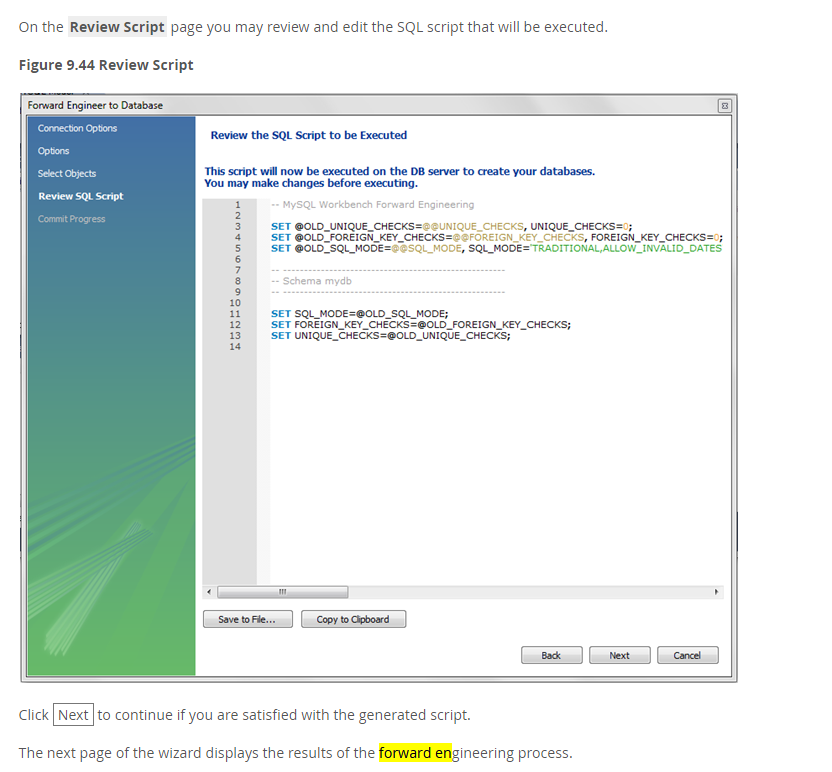 On the Review Script page you may review and edit the SQL script that will be executed.
Figure 9.44 Review Script
Forward Engineer to Database
Connection Options
Options
Select Objects
Review SQL Script
Commit Progress
Review the SQL Script to be Executed
This script will now be executed on the DB server to create your databases.
You may make changes before executing.
1 -- MySQL Workbench Forward Engineering
2
3 SET @OLD_UNIQUE_CHECKS=@@UNIQUE_CHECKS, UNIQUE_CHECKS=0;
4 SET @OLD_FOREIGN_KEY_CHECKS=@@FOREIGN_KEY_CHECKS, FOREIGN_KEY_CHECKS=0;
5 SET @OLD_SQL_MODE=@@SQL_MODE, SQL_MODE='TRADITIONAL,ALLOW_INVALID_DATES
6
7 -- -----------------------------------------------------
8 -- Schema mydb
9 -- -----------------------------------------------------
10
11 SET SQL_MODE=@OLD_SQL_MODE;
12 SET FOREIGN_KEY_CHECKS=@OLD_FOREIGN_KEY_CHECKS;
13 SET UNIQUE_CHECKS=@OLD_UNIQUE_CHECKS;
14
Save to File... Copy to Clipboard
Back Next Cancel
Click Next to continue if you are satisfied with the generated script.
The next page of the wizard displays the results of the forward engineering process.